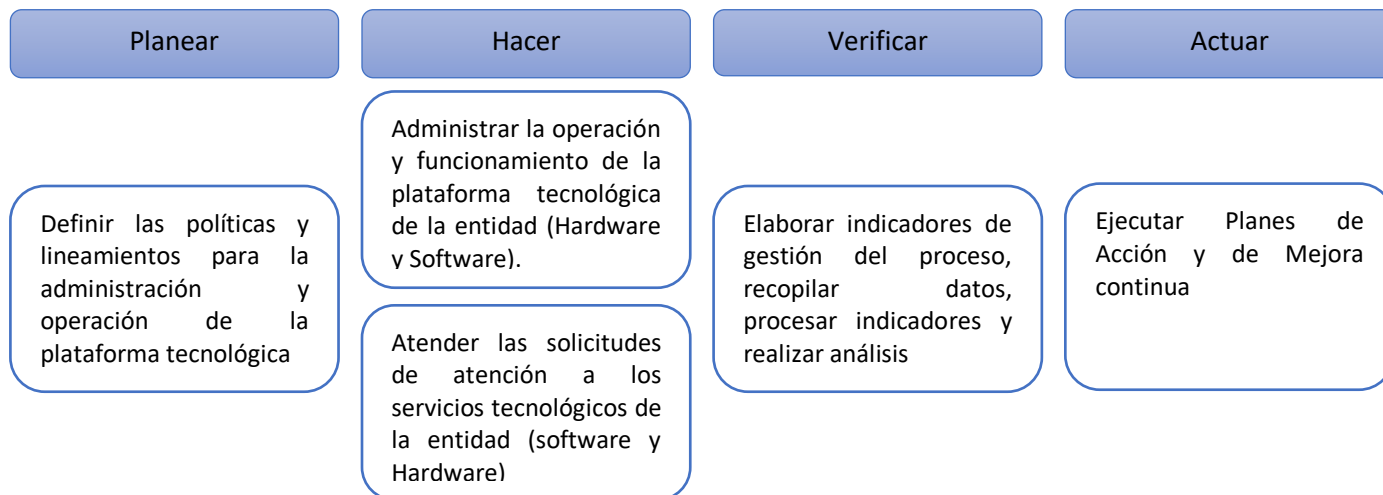 Planear
Hacer
Verificar
Actuar
Definir las políticas y
lineamientos para la
administración y
operación de la
plataforma tecnológica
Administrar la operación
y funcionamiento de la
plataforma tecnológica
de la entidad (Hardware
y Software).
Atender las solicitudes
de atención a los
servicios tecnológicos de
la entidad (software y
Hardware)
Elaborar indicadores de
gestión del proceso,
recopilar datos,
procesar indicadores y
realizar análisis
Ejecutar Planes de
Acción y de Mejora
continua